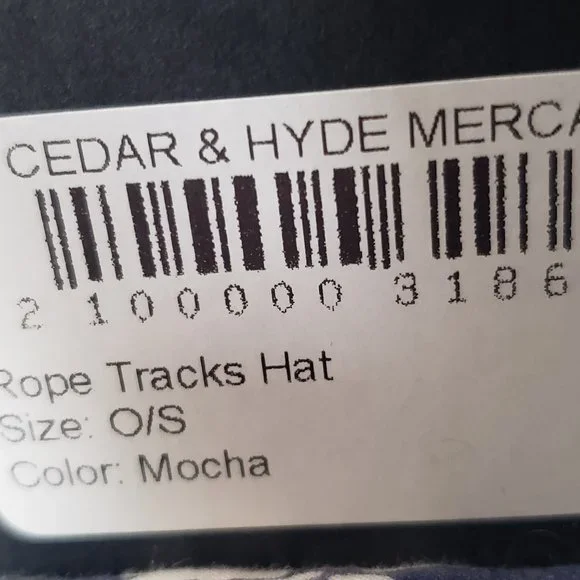 CEDAR & HYDE MERCA
2 100000 3186
Rope Tracks Hat
Size: O/S
Color: Mocha